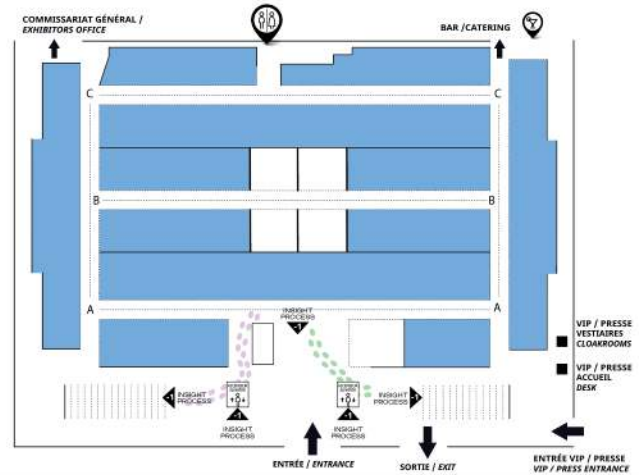 COMMISSARIAT GÉNÉRAL /
EXHIBITORS OFFICE
BAR /CATERING
C
C
B
B
A
A
INSIGHT
PROCESS
-1
VIP / PRESSE
VESTIAIRES
CLOAKROOMS
VIP / PRESSE
ACCUEIL
DESK
-1
INSIGHT
PROCESS
INSIGHT
PROCESS
-1
-1
INSIGHT
PROCESS
-1
INSIGHT
PROCESS
ENTRÉE / ENTRANCE
SORTIE / EXIT
ENTRÉE VIP / PRESSE
VIP / PRESS ENTRANCE